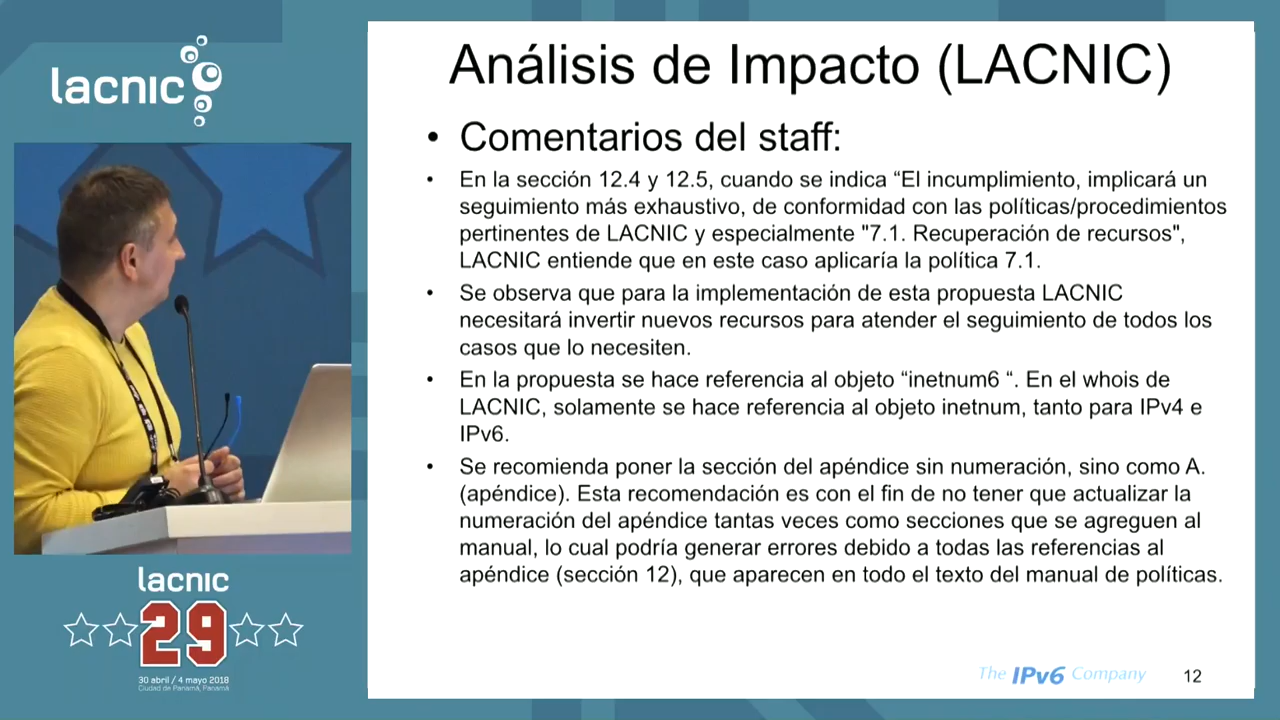 lacnic
Análisis de Impacto (LACNIC)
• Comentarios del staff:
• En la sección 12.4 y 12.5, cuando se indica “El incumplimiento, implicará un
seguimiento más exhaustivo, de conformidad con las políticas/procedimientos
pertinentes de LACNIC y especialmente "7.1. Recuperación de recursos",
LACNIC entiende que en este caso aplicaría la política 7.1.
• Se observa que para la implementación de esta propuesta LACNIC
necesitará invertir nuevos recursos para atender el seguimiento de todos los
casos que lo necesiten.
• En la propuesta se hace referencia al objeto “inetnum6 “. En el whois de
LACNIC, solamente se hace referencia al objeto inetnum, tanto para IPv4 e
IPv6.
• Se recomienda poner la sección del apéndice sin numeración, sino como A.
(apéndice). Esta recomendación es con el fin de no tener que actualizar la
numeración del apéndice tantas veces como secciones que se agreguen al
manual, lo cual podría generar errores debido a todas las referencias al
apéndice (sección 12), que aparecen en todo el texto del manual de políticas.
The IPv6 Company
12
lacnic
29
30 abril / 4 mayo 2018
Ciudad de Panamá, Panamá